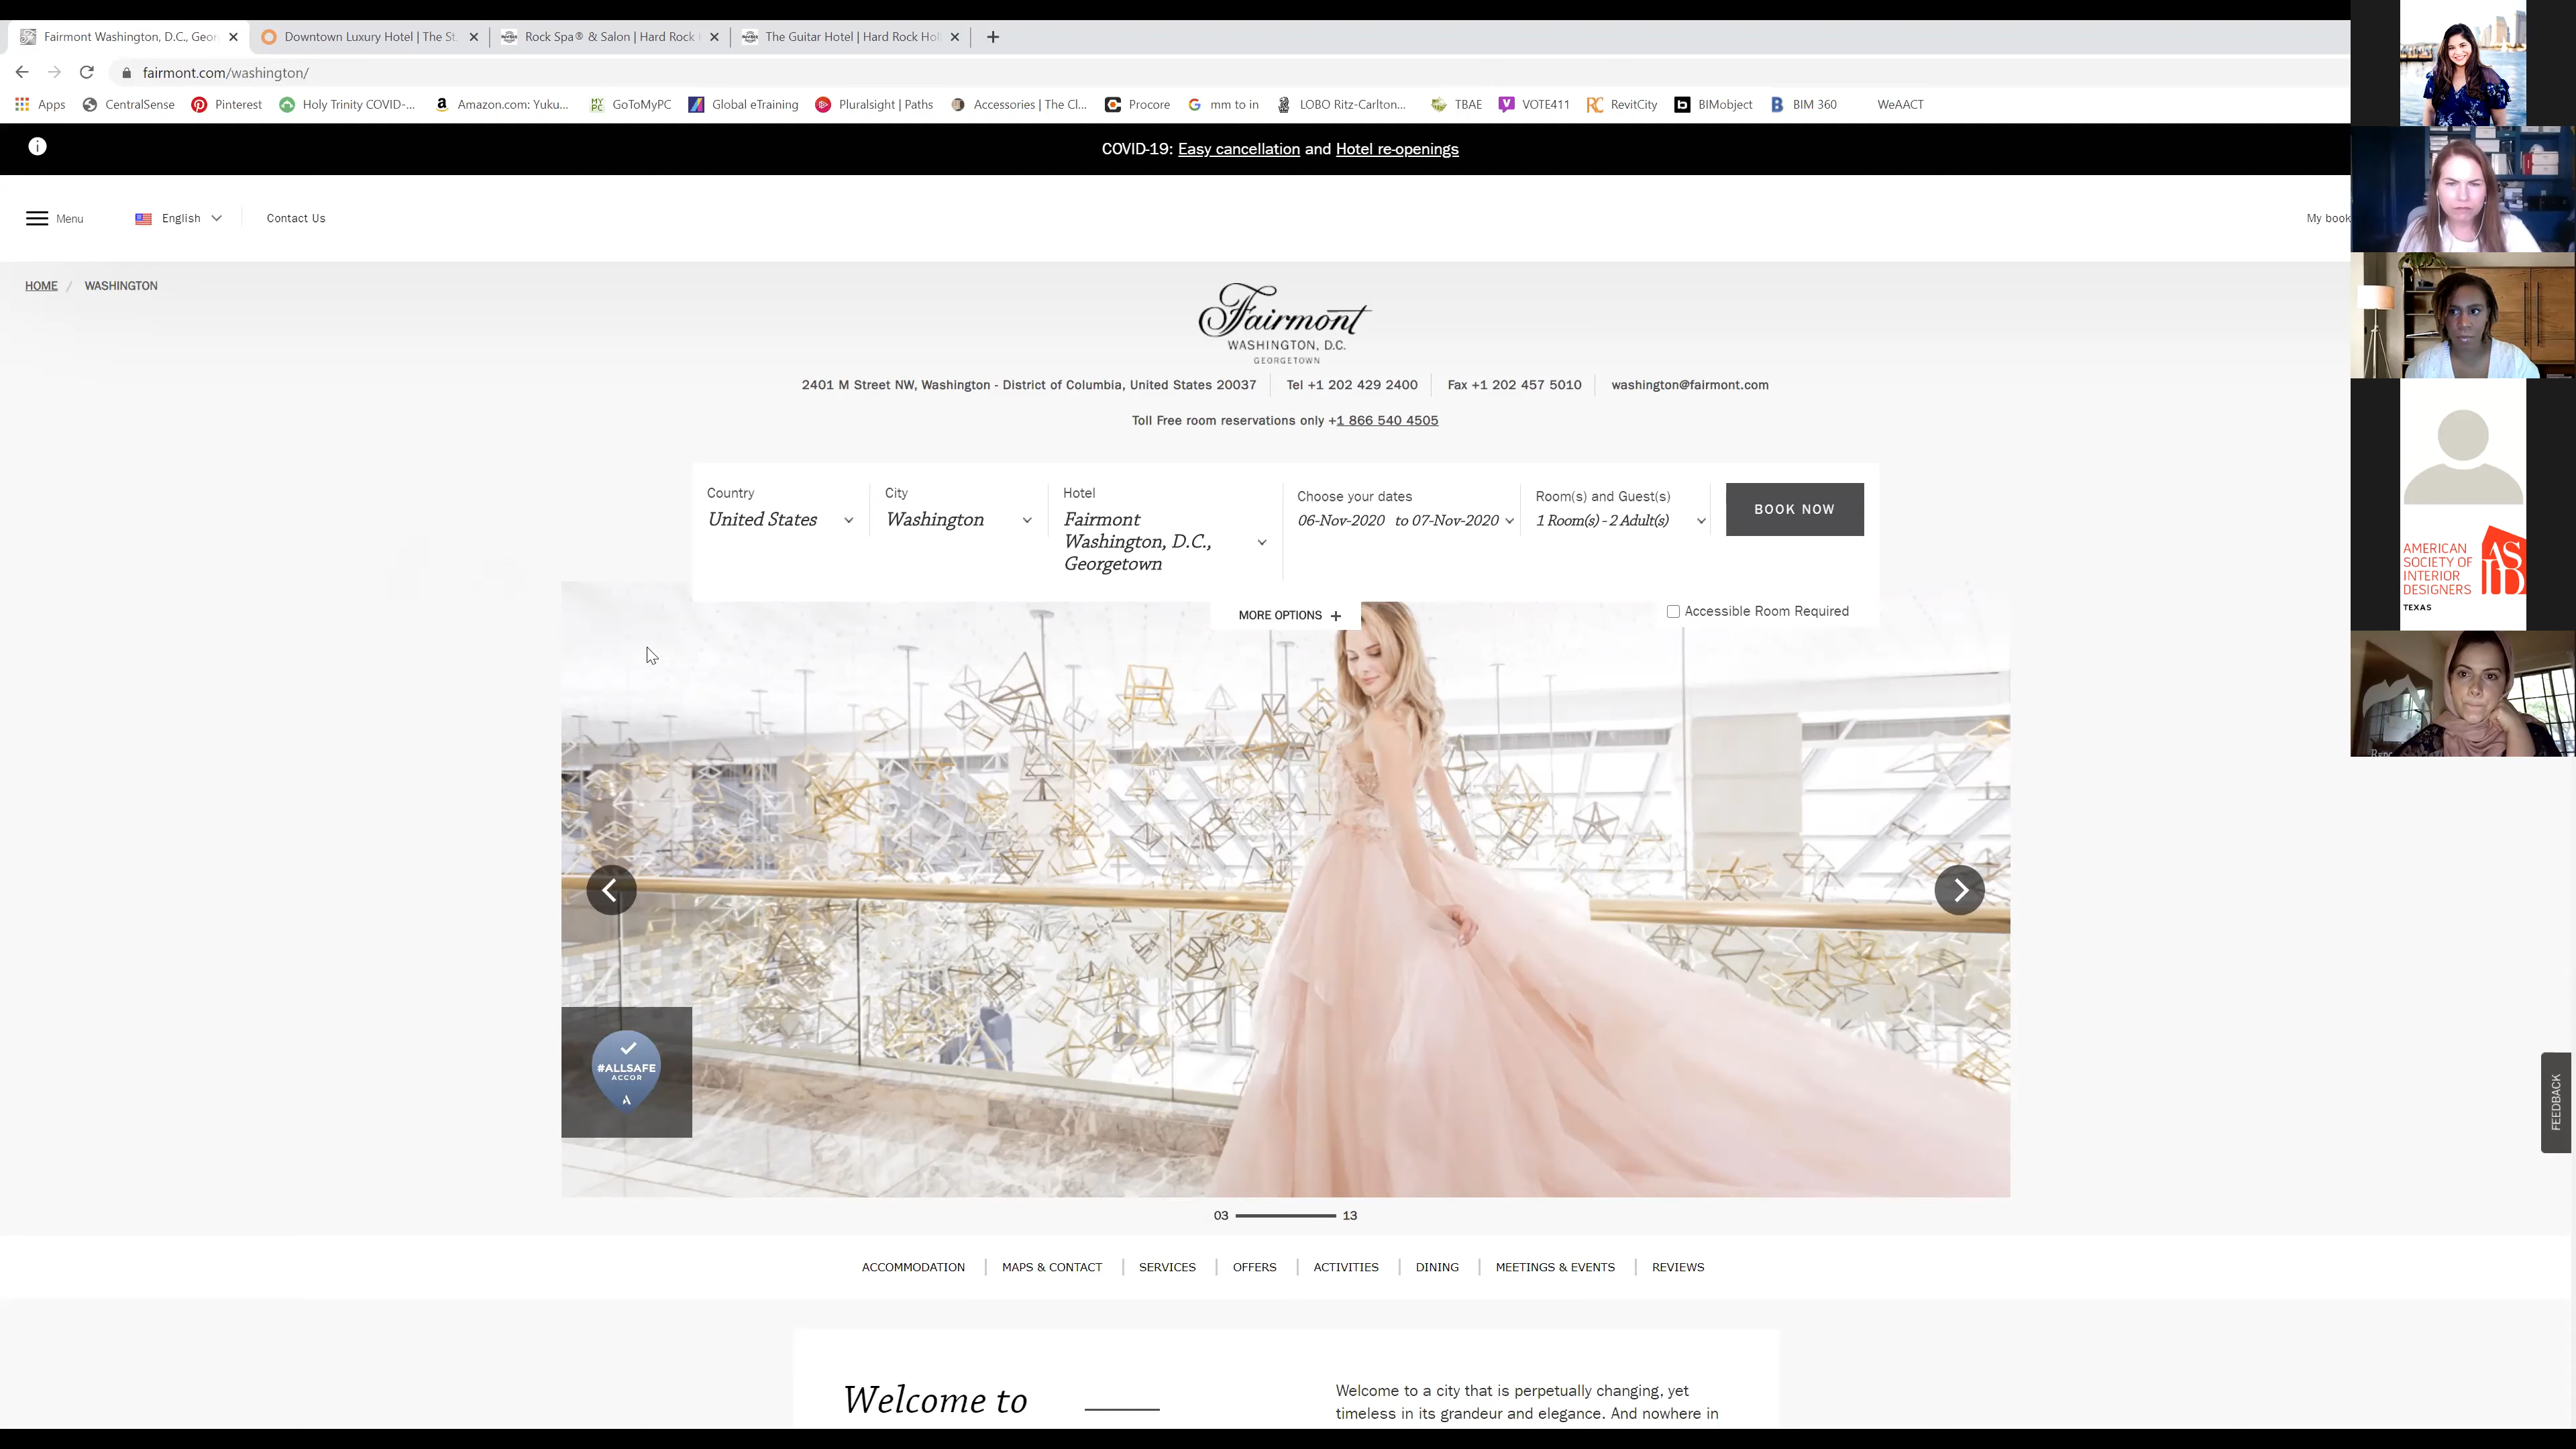 Fairmont Washington, D.C., Geor
Downtown Luxury Hotel | The St
Rock Spa® & Salon | Hard Rock
The Guitar Hotel | Hard Rock Hol
fairmont.com/washington/
Apps
CentralSense
Pinterest
Holy Trinity COVID-...
Amazon.com: Yuku...
MY PC
GoToMyPC
Global eTraining
Pluralsight | Paths
Accessories | The Cl...
Procore
mm to in
LOBO Ritz-Carlton...
TBAE
VOTE411
RevitCity
BIMobject
BIM 360
WeAACT
COVID-19: Easy cancellation and Hotel re-openings
Menu
English
Contact Us
My book
HOME / WASHINGTON
Fairmont
WASHINGTON, D.C.
GEORGETOWN
2401 M Street NW, Washington - District of Columbia, United States 20037
Tel +1 202 429 2400
Fax +1 202 457 5010
washington@fairmont.com
Toll Free room reservations only +1 866 540 4505
Country
United States
City
Washington
Hotel
Fairmont
Washington, D.C.,
Georgetown
Choose your dates
06-Nov-2020 to 07-Nov-2020
Room(s) and Guest(s)
1 Room(s) - 2 Adult(s)
BOOK NOW
MORE OPTIONS +
Accessible Room Required
#ALLSAFE
ACCOR
03
13
ACCOMMODATION
MAPS & CONTACT
SERVICES
OFFERS
ACTIVITIES
DINING
MEETINGS & EVENTS
REVIEWS
Welcome to
Welcome to a city that is perpetually changing, yet
timeless in its grandeur and elegance. And nowhere in
AMERICAN
SOCIETY OF
INTERIOR
DESIGNERS
TEXAS
ASID
FEEDBACK